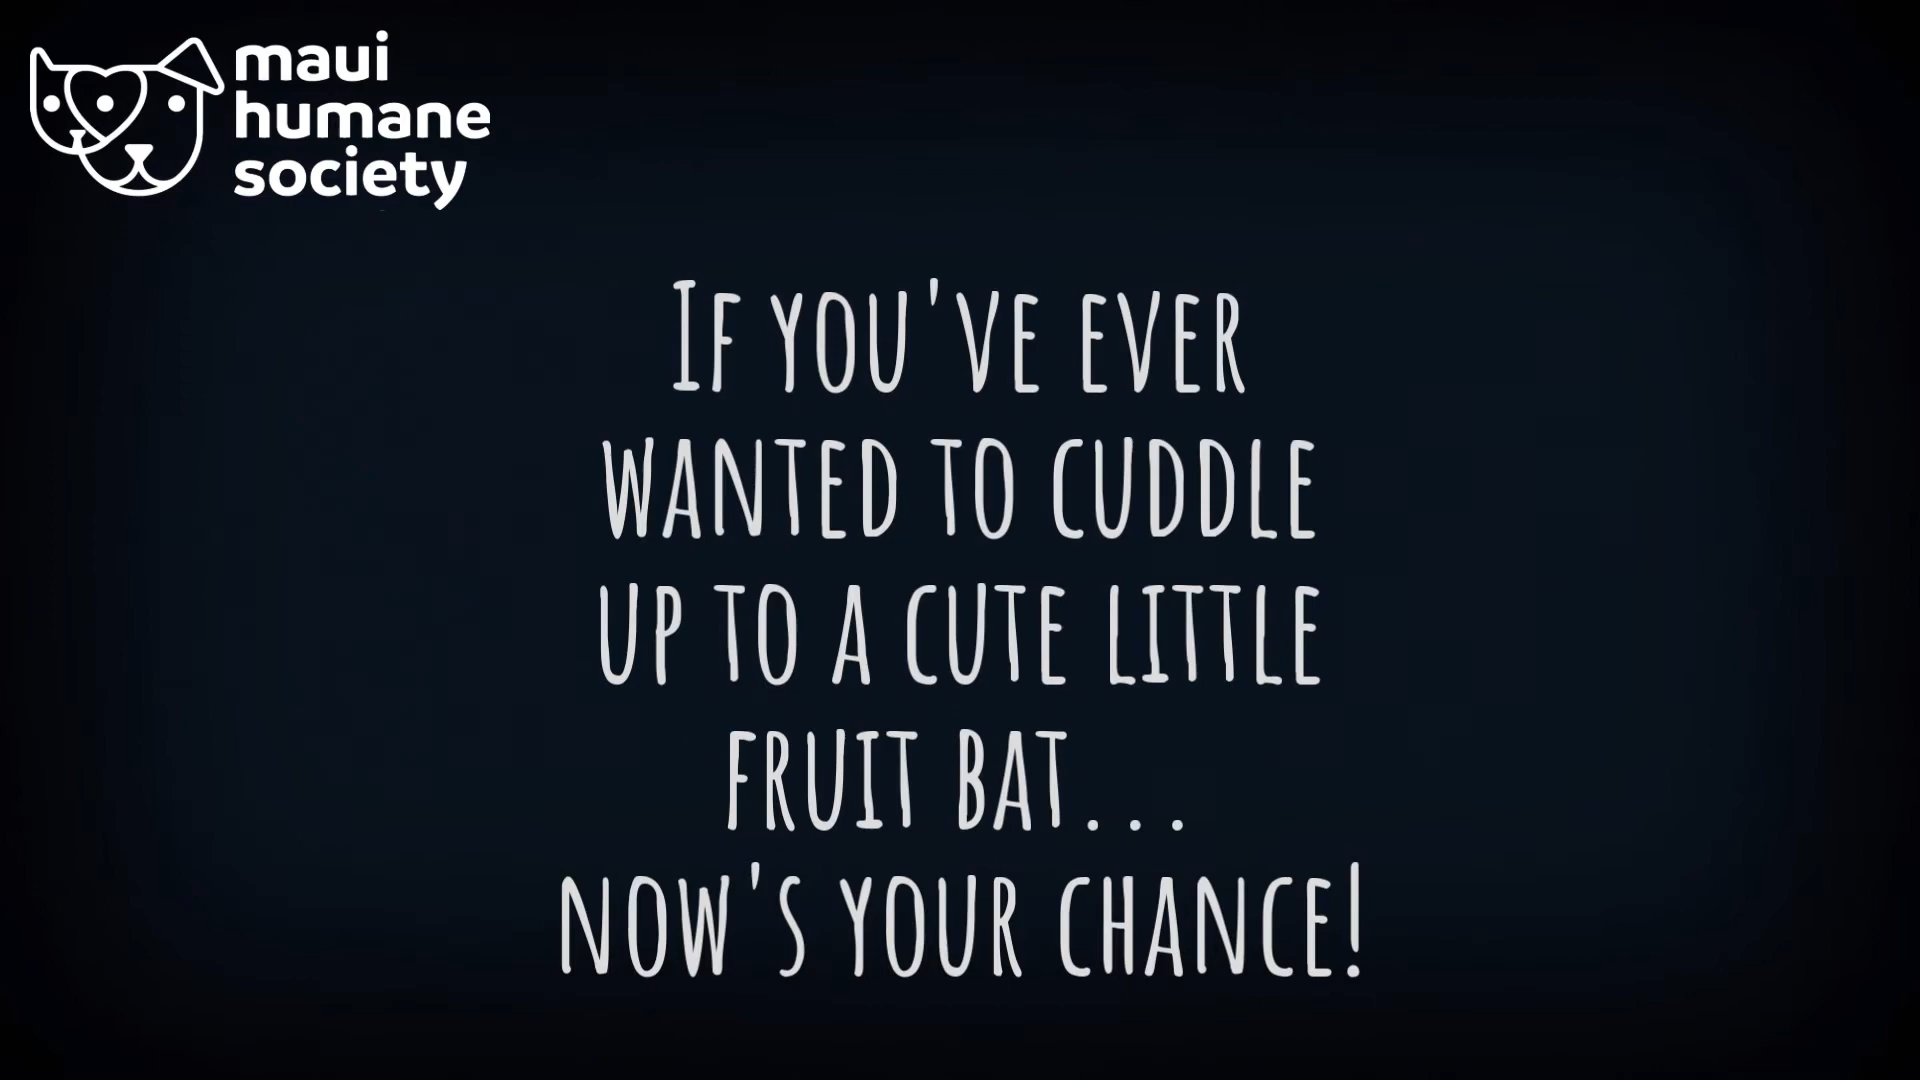 maui
humane
society
If you've ever
wanted to cuddle
up to a cute little
fruit bat...
now's your chance!